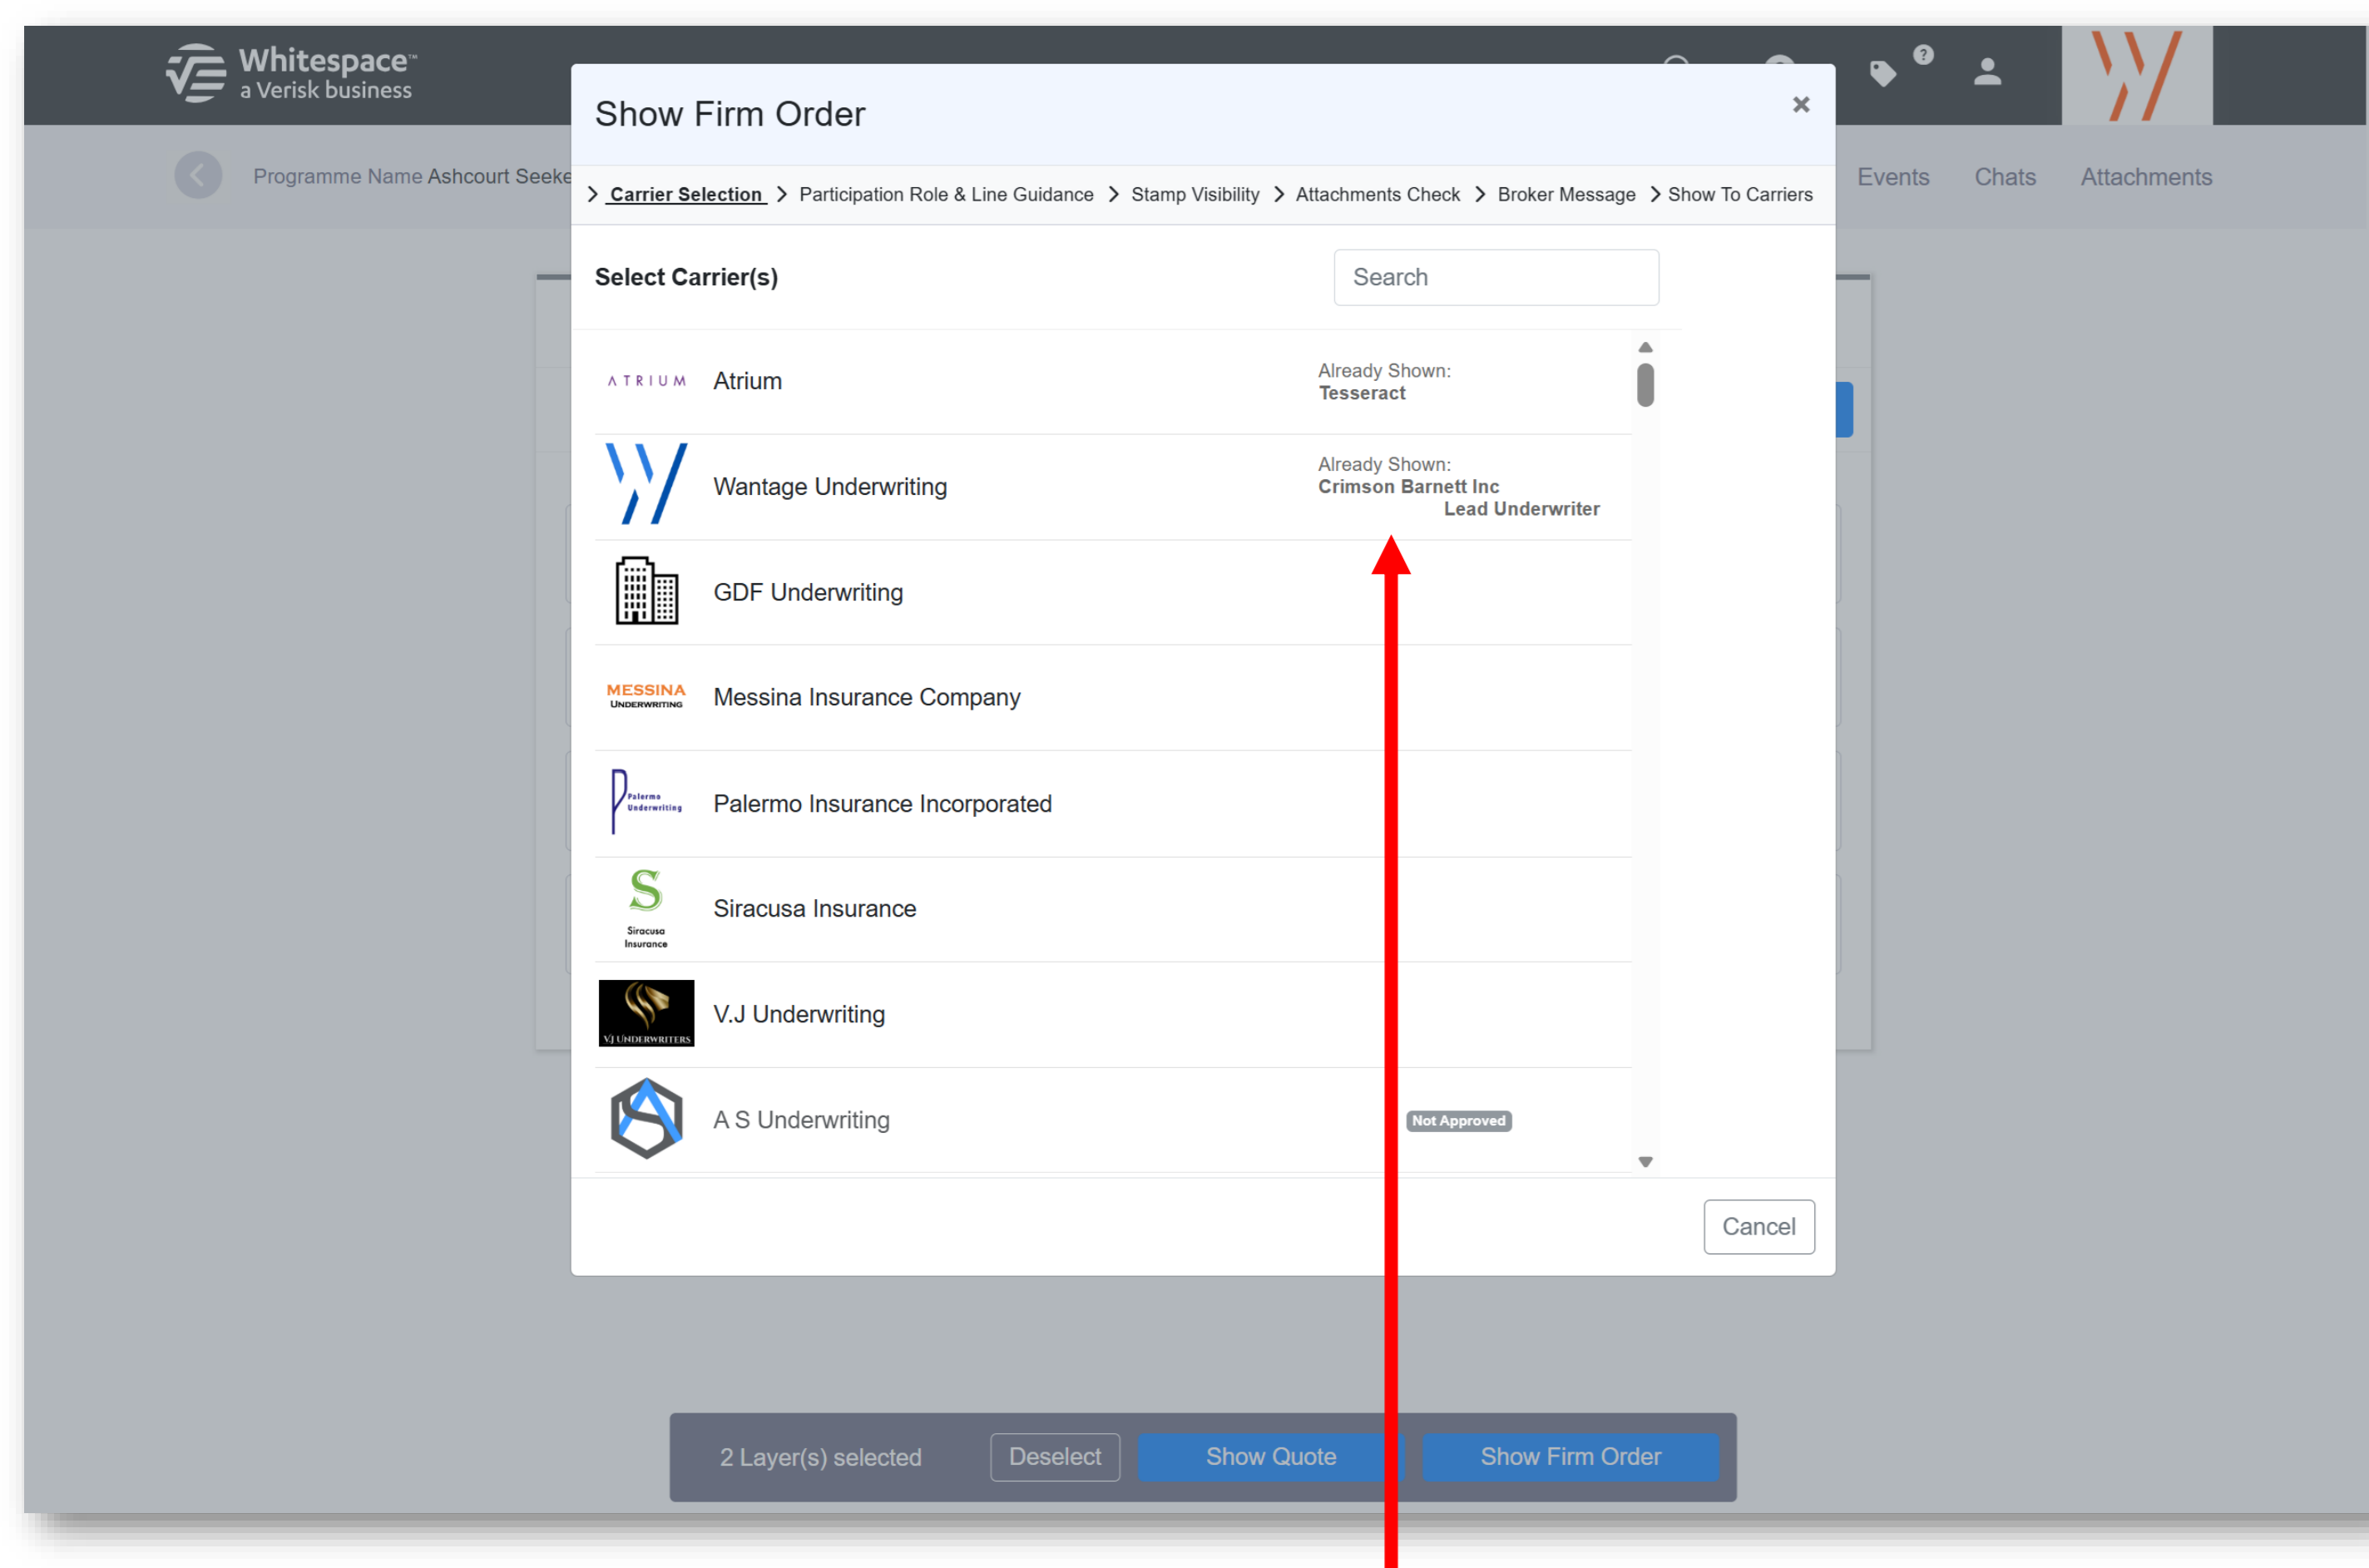 Whitespace™
a Verisk business
?
Programme Name Ashcourt Seeke
Events Chats Attachments
Show Firm Order
×
> Carrier Selection > Participation Role & Line Guidance > Stamp Visibility > Attachments Check > Broker Message > Show To Carriers
Select Carrier(s)
Search
ATRIUM
Atrium
Already Shown:
Tesseract
Wantage Underwriting
Already Shown:
Crimson Barnett Inc
Lead Underwriter
GDF Underwriting
MESSINA
UNDERWRITING
Messina Insurance Company
Palermo
Underwriting
Palermo Insurance Incorporated
S
Siracusa
Insurance
Siracusa Insurance
VJ UNDERWRITERS
V.J Underwriting
A S Underwriting
Not Approved
Cancel
2 Layer(s) selected
Deselect
Show Quote
Show Firm Order